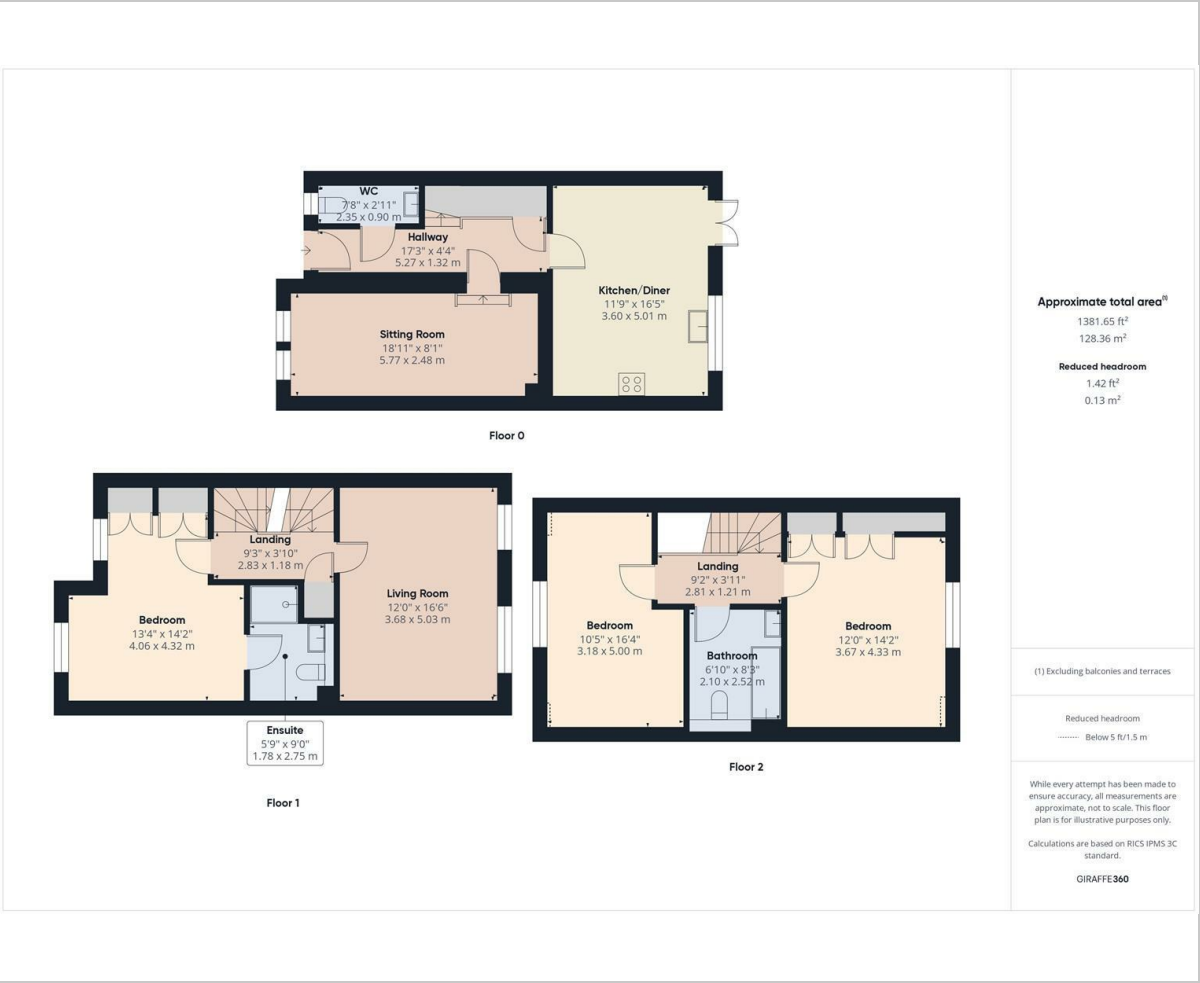 WC
7'8" x 2'11"
2.35 x 0.90 m
Hallway
17'3" x 4'4"
5.27 x 1.32 m
Kitchen/Diner
11'9" x 16'5"
3.60 x 5.01 m
Sitting Room
18'11" x 8'1"
5.77 x 2.48 m
Floor 0
Landing
9'3" x 3'10"
2.83 x 1.18 m
Living Room
12'0" x 16'6"
3.68 x 5.03 m
Bedroom
13'4" x 14'2"
4.06 x 4.32 m
Ensuite
5'9" x 9'0"
1.78 x 2.75 m
Floor 1
Landing
9'2" x 3'11"
2.81 x 1.21 m
Bedroom
10'5" x 16'4"
3.18 x 5.00 m
Bedroom
12'0" x 14'2"
3.67 x 4.33 m
Bathroom
6'10" x 8'3"
2.10 x 2.52 m
Floor 2
Approximate total area(1)
1381.65 ft²
128.36 m²
Reduced headroom
1.42 ft²
0.13 m²
(1) Excluding balconies and terraces
Reduced headroom
Below 5 ft/1.5 m
While every attempt has been made to
ensure accuracy, all measurements are
approximate, not to scale. This floor
plan is for illustrative purposes only.
Calculations are based on RICS IPMS 3C
standard.
GIRAFFE360